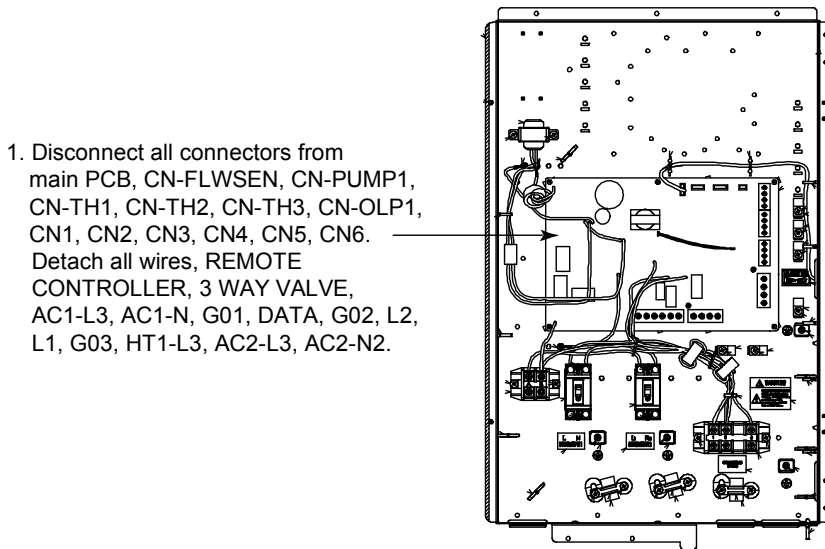 1. Disconnect all connectors from
main PCB, CN-FLWSEN, CN-PUMP1,
CN-TH1, CN-TH2, CN-TH3, CN-OLP1,
CN1, CN2, CN3, CN4, CN5, CN6.
Detach all wires, REMOTE
CONTROLLER, 3 WAY VALVE,
AC1-L3, AC1-N, G01, DATA, G02, L2,
L1, G03, HT1-L3, AC2-L3, AC2-N2.